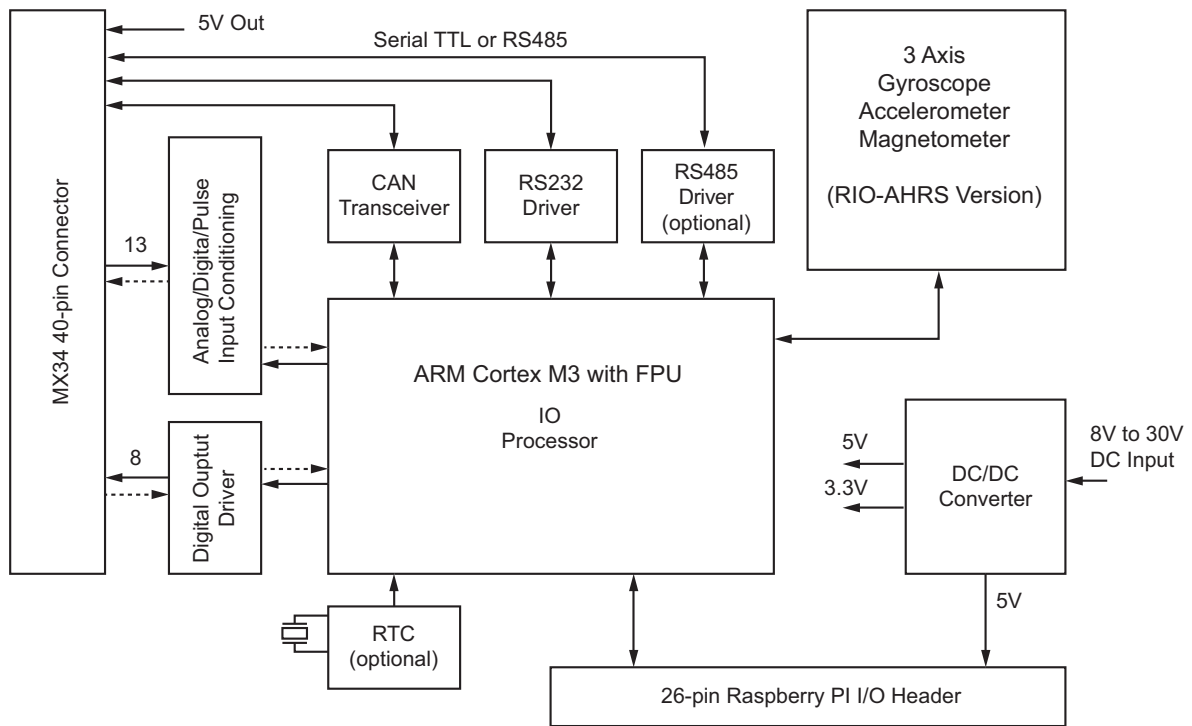 5V Out
Serial TTL or RS485
MX34 40-pin Connector
13
Analog/Digita/Pulse
Input Conditioning
8
Digital Ouptut
Driver
CAN
Transceiver
RS232
Driver
RS485
Driver
(optional)
3 Axis
Gyroscope
Accelerometer
Magnetometer
(RIO-AHRS Version)
ARM Cortex M3 with FPU
IO
Processor
5V
3.3V
DC/DC
Converter
8V to 30V
DC Input
5V
RTC
(optional)
26-pin Raspberry PI I/O Header